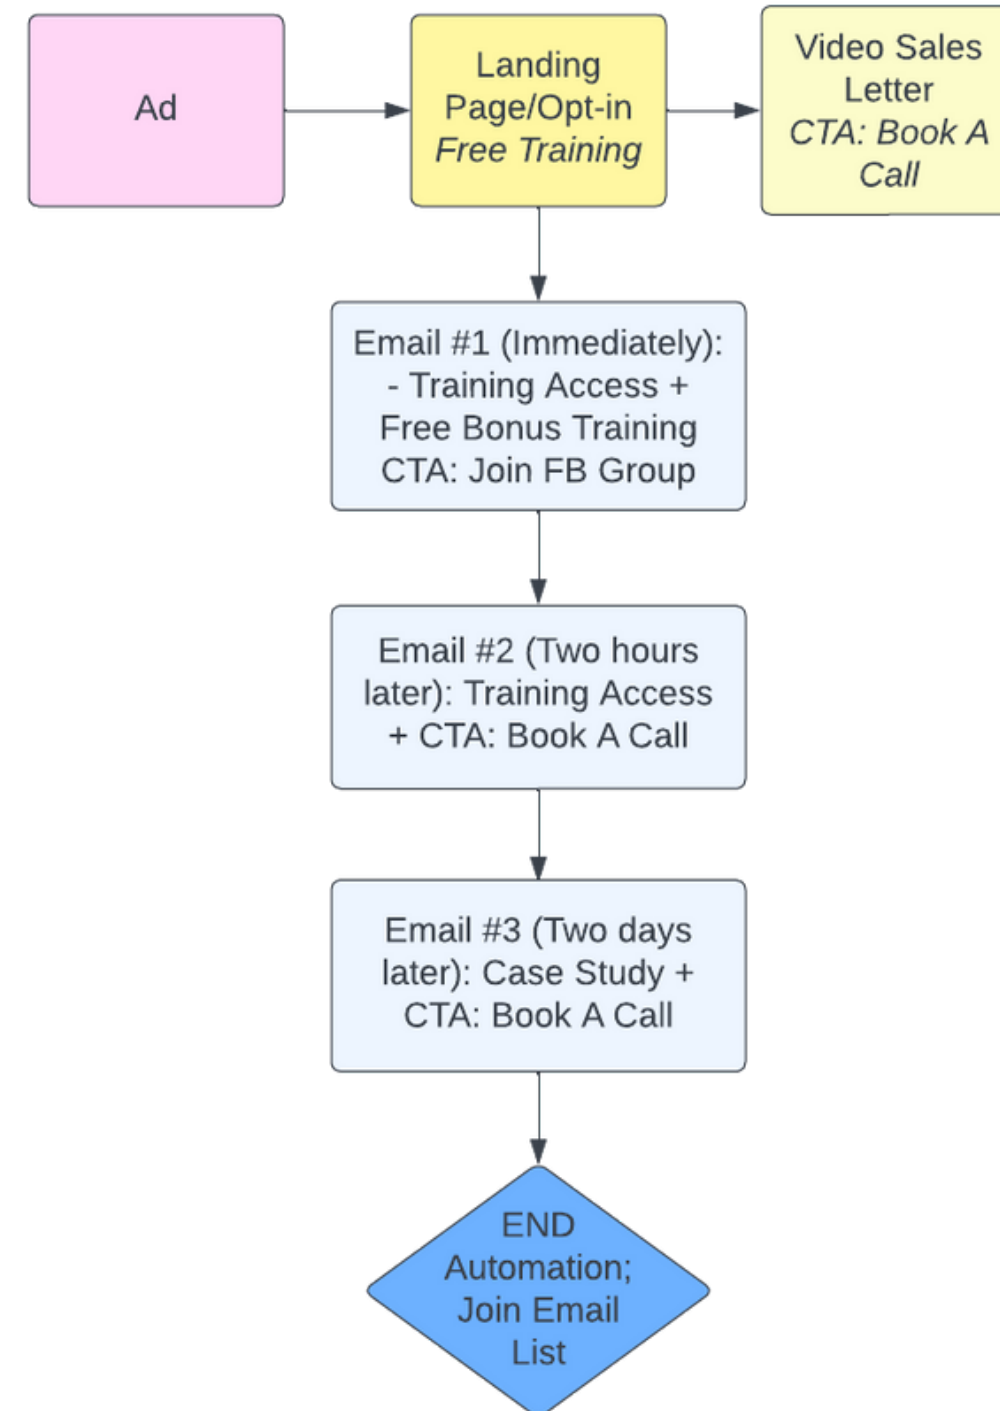 Ad
Landing
Page/Opt-in
Free Training
Video Sales
Letter
CTA: Book A
Call
Email #1 (Immediately):
- Training Access +
Free Bonus Training
CTA: Join FB Group
Email #2 (Two hours
later): Training Access
+ CTA: Book A Call
Email #3 (Two days
later): Case Study +
CTA: Book A Call
END
Automation;
Join Email
List